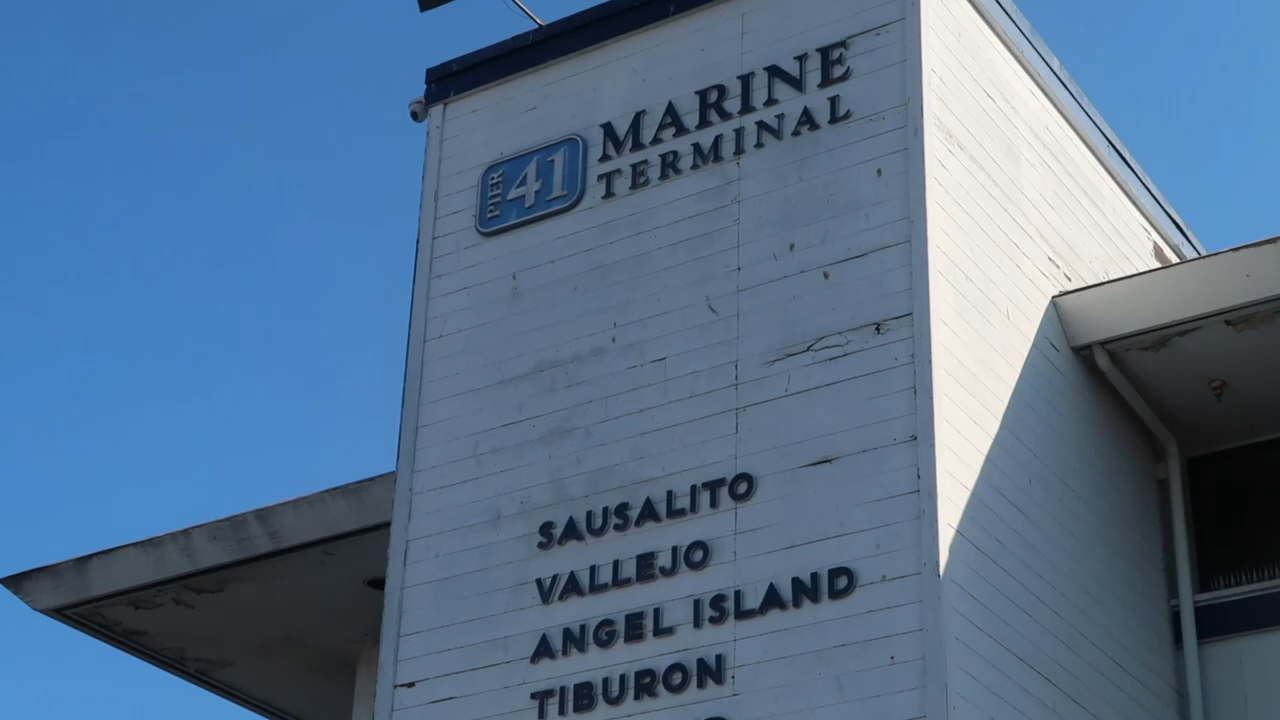 PIER 41
MARINE
TERMINAL
SAUSALITO
VALLEJO
ANGEL ISLAND
TIBURON